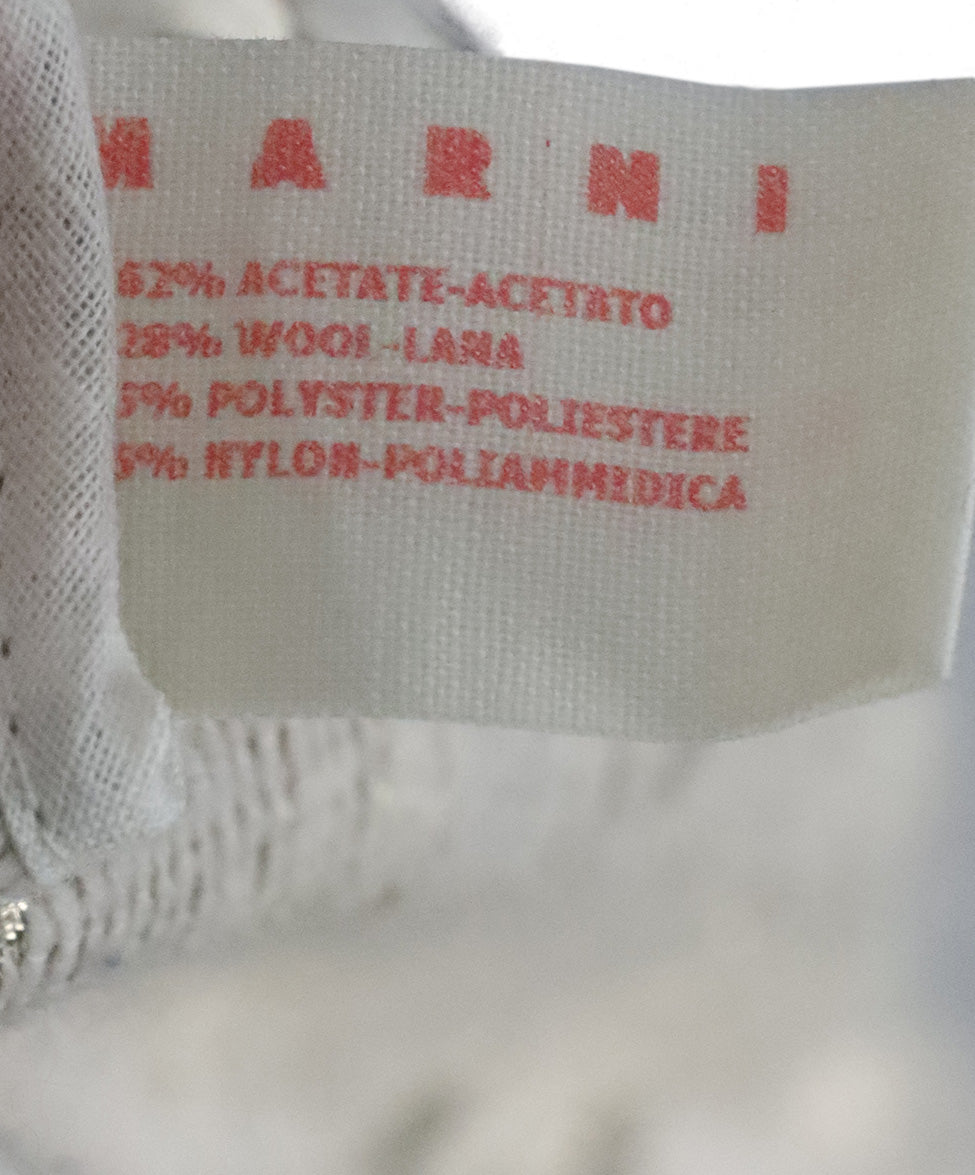 MARNI
62% ACETATE-ACETATO
28% WOOL-LANA
5% POLYSTER-POLIESTERE
5% NYLON-POLIAMMIDICA